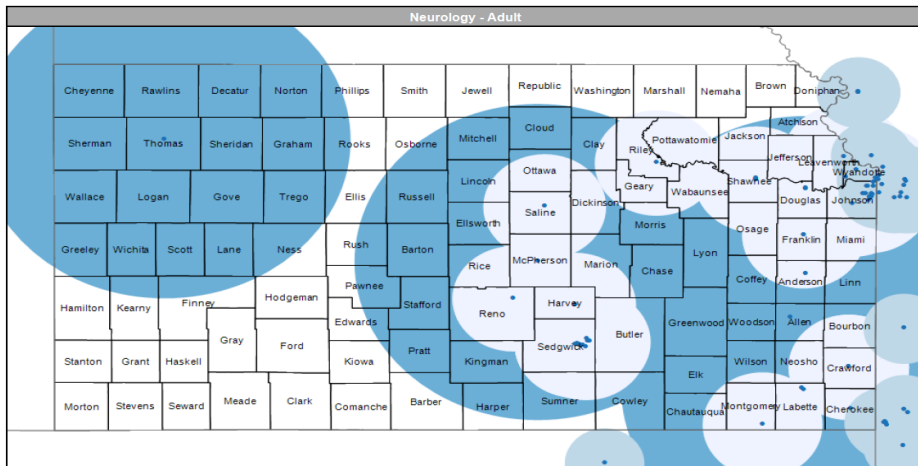 Neurology - Adult
Cheyenne Rawlins Decatur Norton Phillips Smith Jewell Republic Washington Marshall Nemaha Brown Doniphan
Sherman Thomas Sheridan Graham Rooks Osborne Mitchell Cloud Clay Riley Pottawatomie Jackson Atchison
Jefferson Leavenworth
Wyandotte
Wallace Logan Gove Trego Ellis Russell Lincoln Ottawa Dickinson Geary Wabaunsee Shawnee Douglas Johnson
Saline
Greeley Wichita Scott Lane Ness Rush Barton Ellsworth Morris Osage Franklin Miami
Rice McPherson Marion Chase Lyon
Hamilton Kearny Finney Hodgeman Pawnee Stafford Reno Harvey Coffey Anderson Linn
Gray Ford Edwards Sedgwick Butler Greenwood Woodson Allen Bourbon
Stanton Grant Haskell Kiowa Pratt Kingman Elk Wilson Neosho Crawford
Morton Stevens Seward Meade Clark Comanche Barber Harper Sumner Cowley Chautauqua Montgomery Labette Cherokee